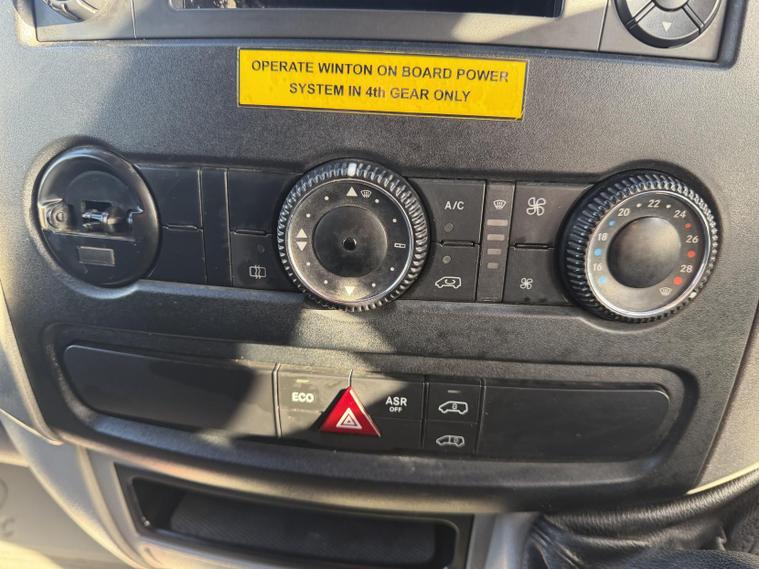 OPERATE WINTON ON BOARD POWER
SYSTEM IN 4th GEAR ONLY
A/C
20 22 24
18 26
16 28
ECO
ASR
OFF